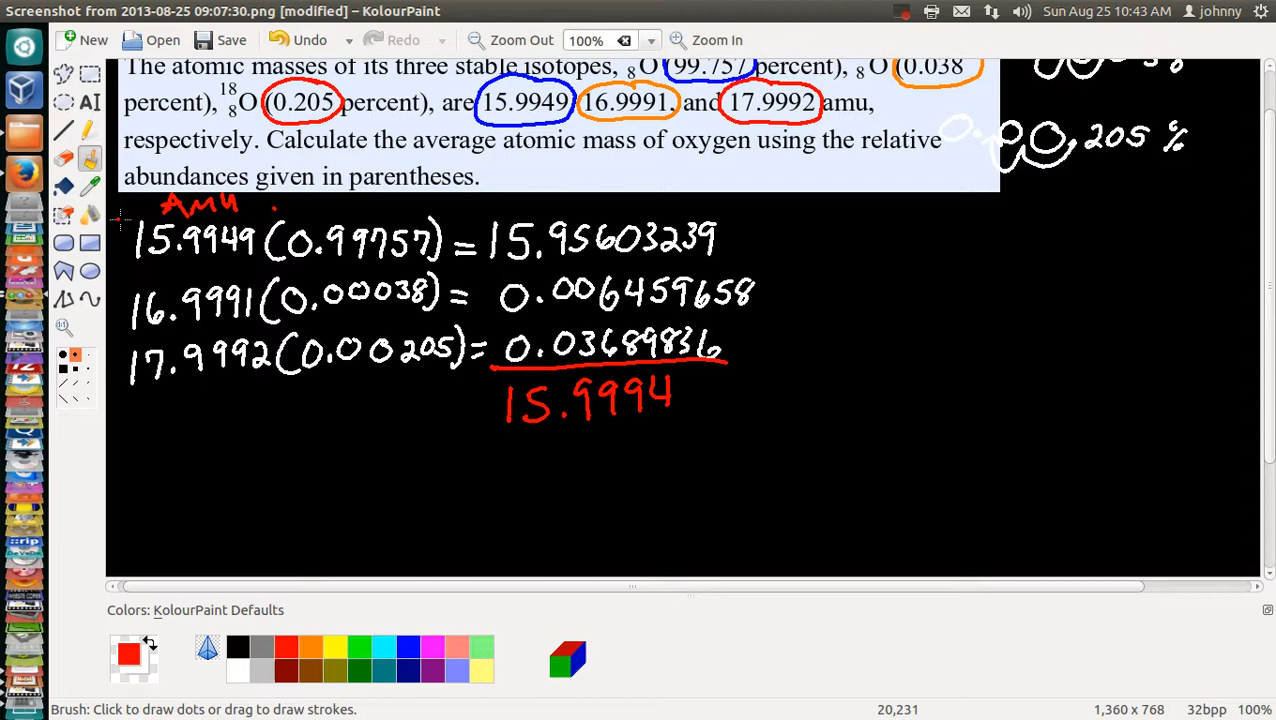 Screenshot from 2013-08-25 09:07:30.png [modified] - KolourPaint
Sun Aug 25 10:43 AM johnny
New Open Save Undo Redo Zoom Out 100% Zoom In
The atomic masses of its three stable isotopes, 8O (99.757 percent), 8O (0.038
percent), 18 8O (0.205 percent), are 15.9949, 16.9991, and 17.9992 amu,
respectively. Calculate the average atomic mass of oxygen using the relative
abundances given in parentheses.
0.00.205 %
Amu
15.9949(0.99757)=15.95603239
16.9991(0.00038)= 0.006459658
17.9992(0.00205)= 0.03689836
15.9994
Colors: KolourPaint Defaults
Brush: Click to draw dots or drag to draw strokes.
20,231
1,360 x 768
32bpp
100%